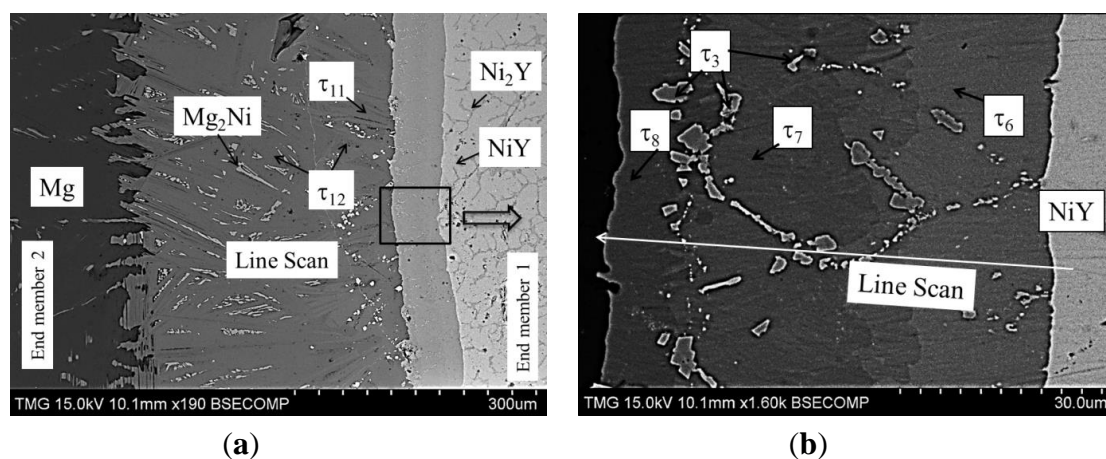 τ11
Ni2Y
Mg2Ni
NiY
Mg
τ12
Line Scan
End member 2
End member 1
TMG 15.0kV 10.1mm x190 BSECOMP 300um
(a)
τ3
τ8
τ7
τ6
NiY
Line Scan
TMG 15.0kV 10.1mm x1.60k BSECOMP 30.0um
(b)